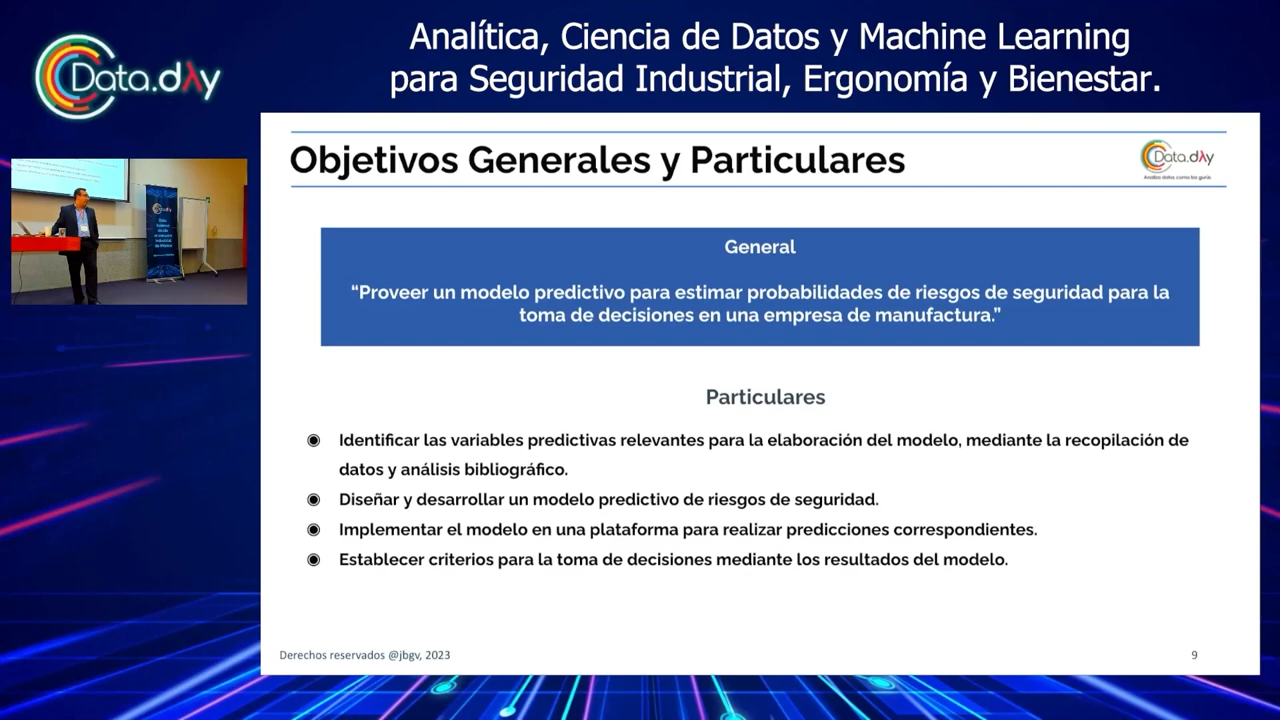 Data.dλy
Analítica, Ciencia de Datos y Machine Learning
para Seguridad Industrial, Ergonomía y Bienestar.
Objetivos Generales y Particulares
Data.dλy
General
“Proveer un modelo predictivo para estimar probabilidades de riesgos de seguridad para la
toma de decisiones en una empresa de manufactura.”
Particulares
Identificar las variables predictivas relevantes para la elaboración del modelo, mediante la recopilación de
datos y análisis bibliográfico.
Diseñar y desarrollar un modelo predictivo de riesgos de seguridad.
Implementar el modelo en una plataforma para realizar predicciones correspondientes.
Establecer criterios para la toma de decisiones mediante los resultados del modelo.
Derechos reservados @jbgv, 2023
9